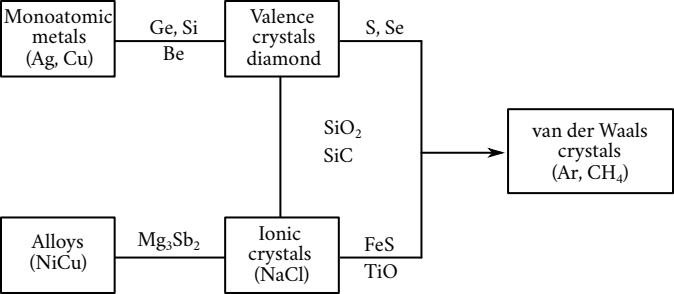 Monoatomic
metals
(Ag, Cu)
Ge, Si
Be
Valence
crystals
diamond
S, Se
SiO₂
SiC
van der Waals
crystals
(Ar, CH₄)
Alloys
(NiCu)
Mg₃Sb₂
Ionic
crystals
(NaCl)
FeS
TiO